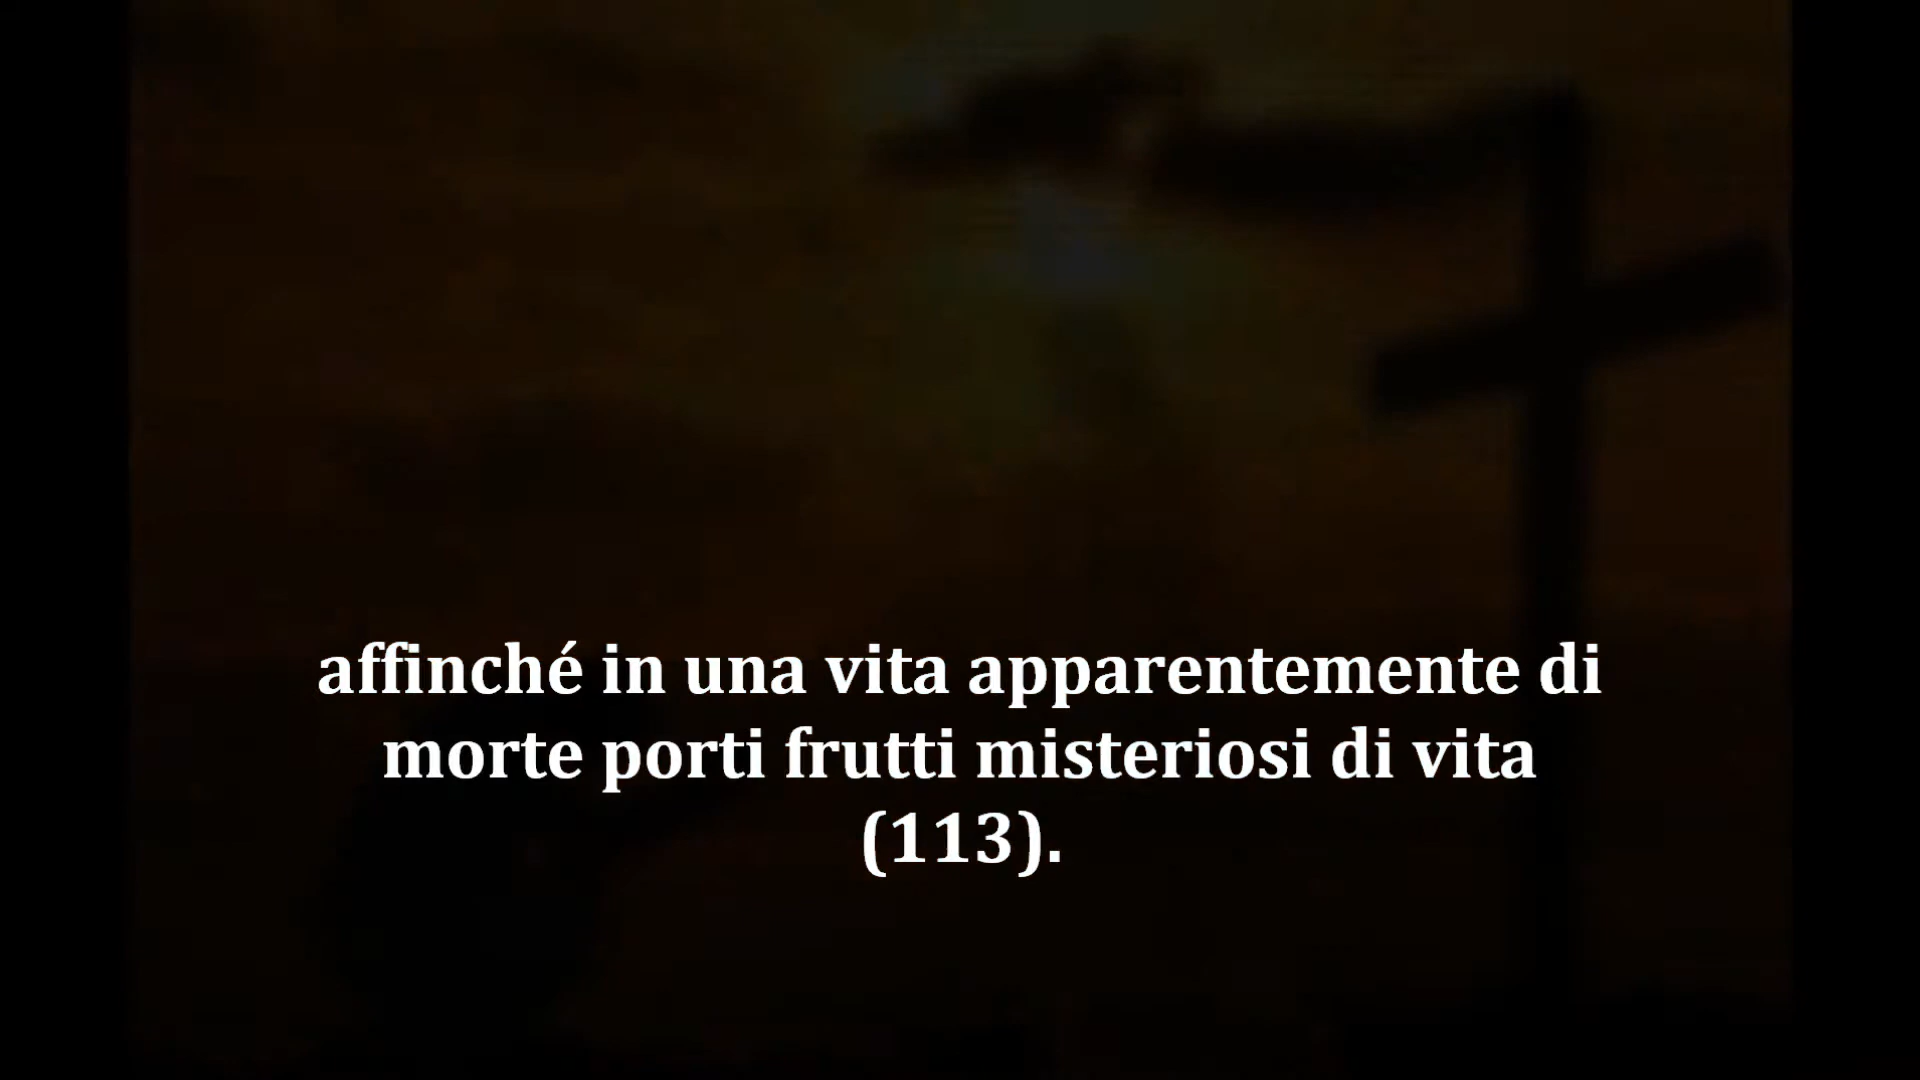 affinché in una vita apparentemente di
morte porti frutti misteriosi di vita
(113).